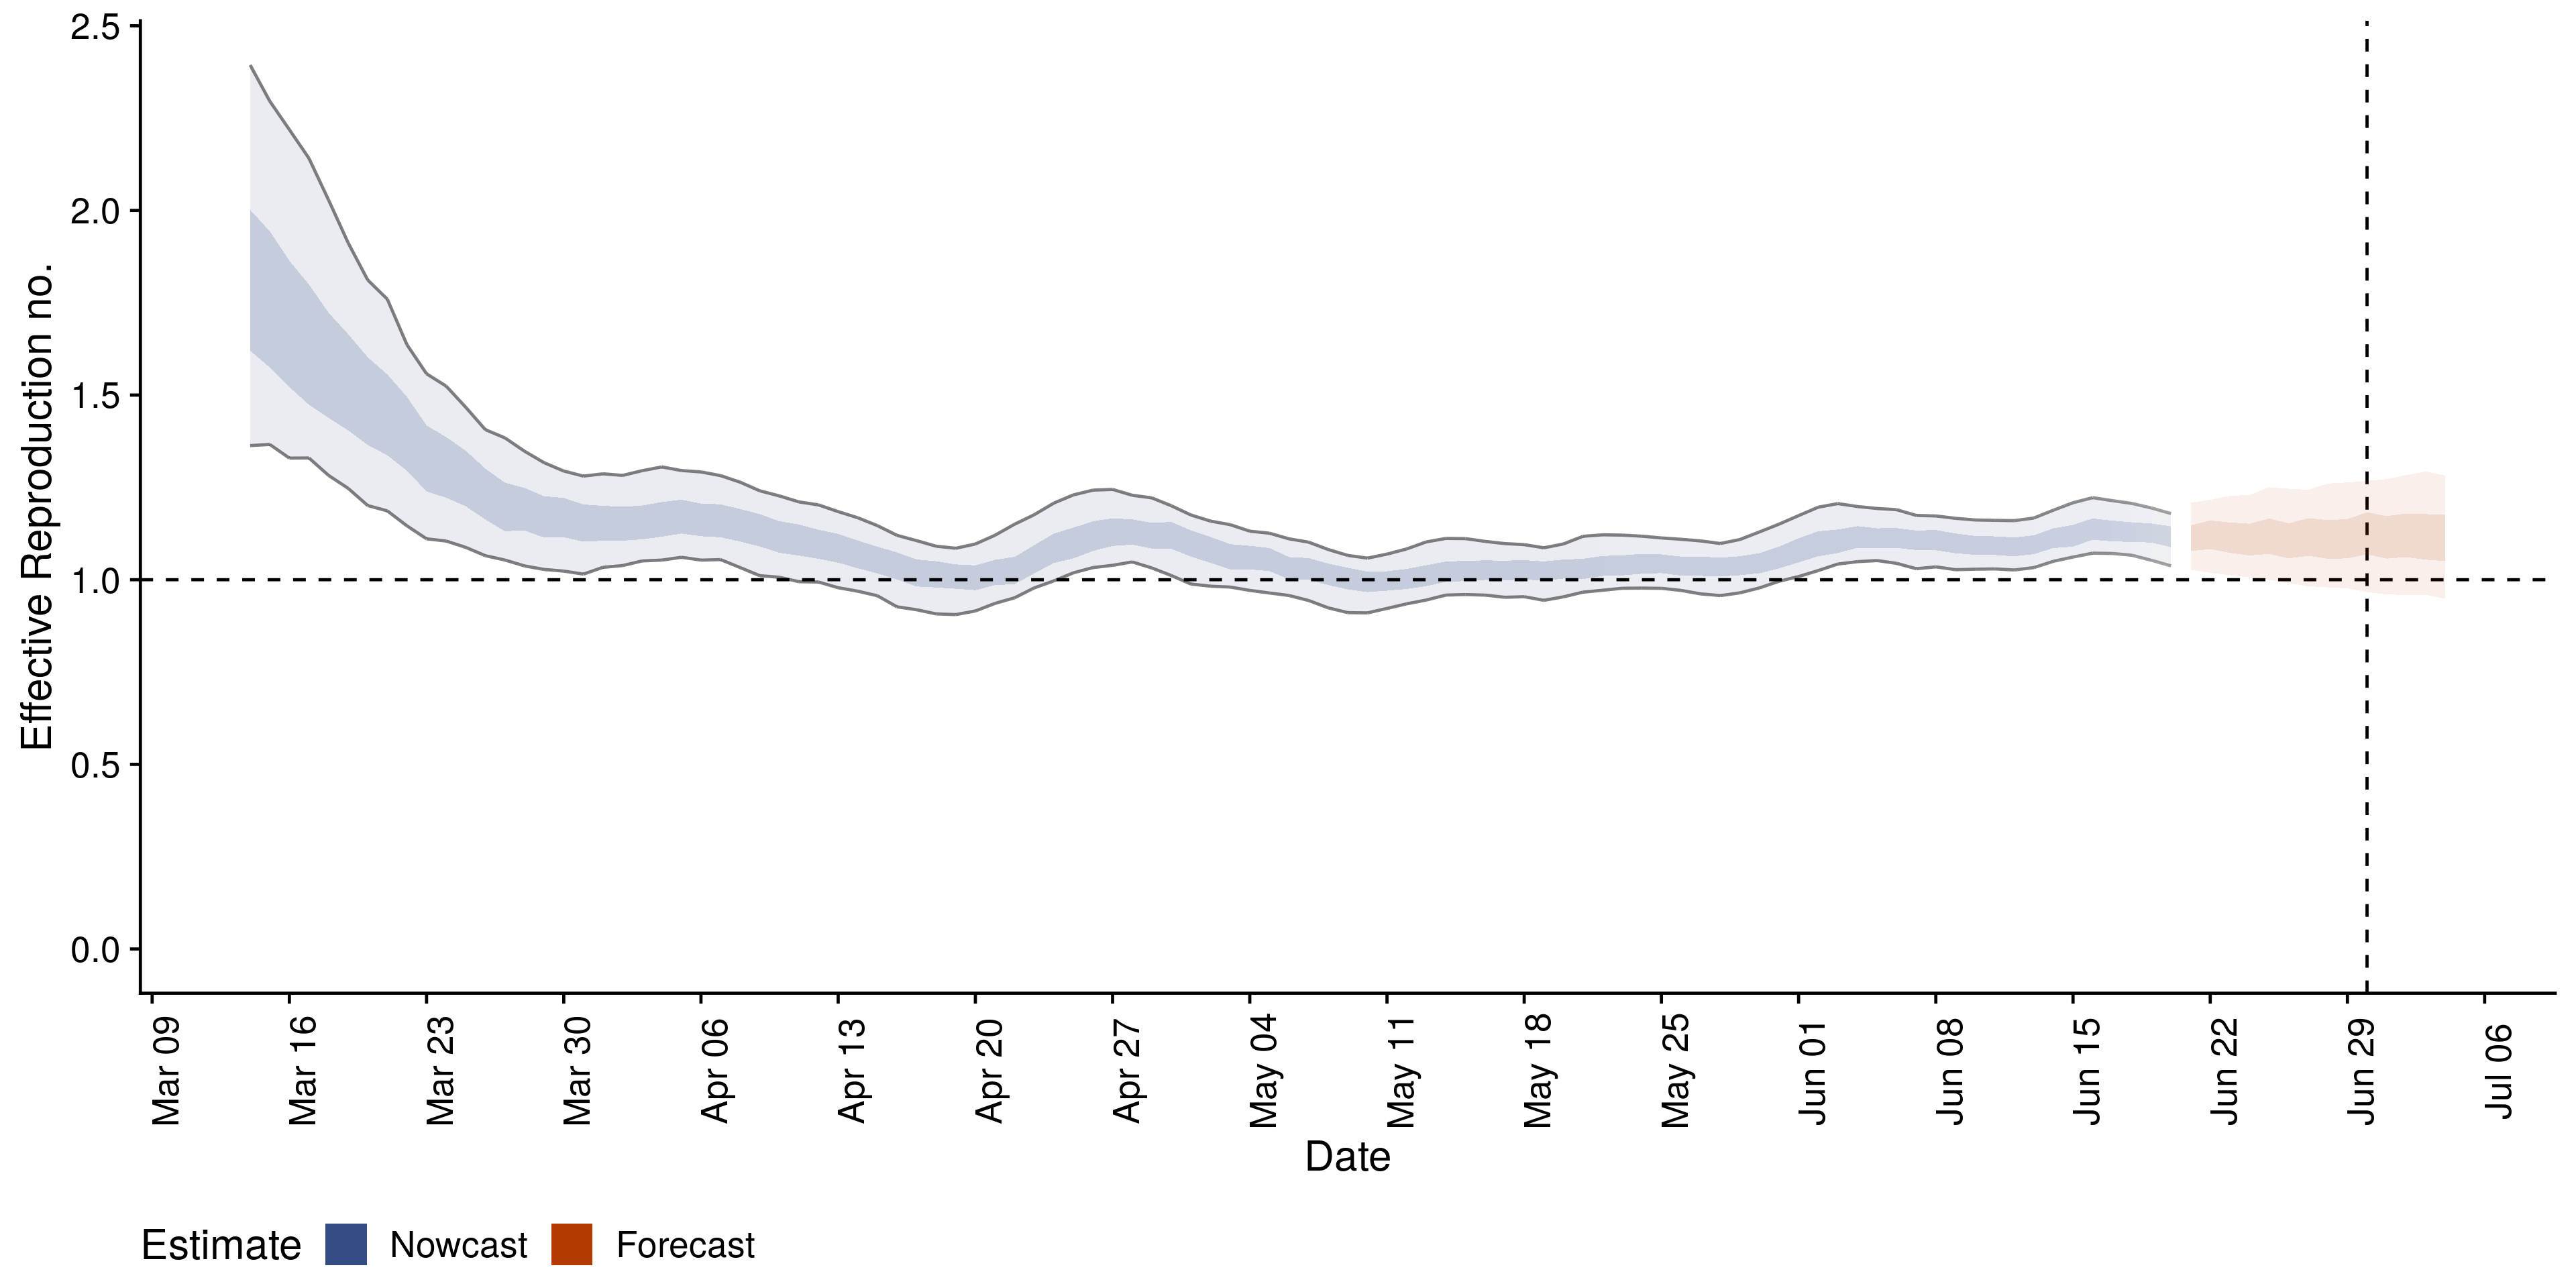 2.5
2.0
1.5
1.0
0.5
0.0
Effective Reproduction no.
Mar 09
Mar 16
Mar 23
Mar 30
Apr 06
Apr 13
Apr 20
Apr 27
May 04
May 11
May 18
May 25
Jun 01
Jun 08
Jun 15
Jun 22
Jun 29
Jul 06
Date
Estimate Nowcast Forecast